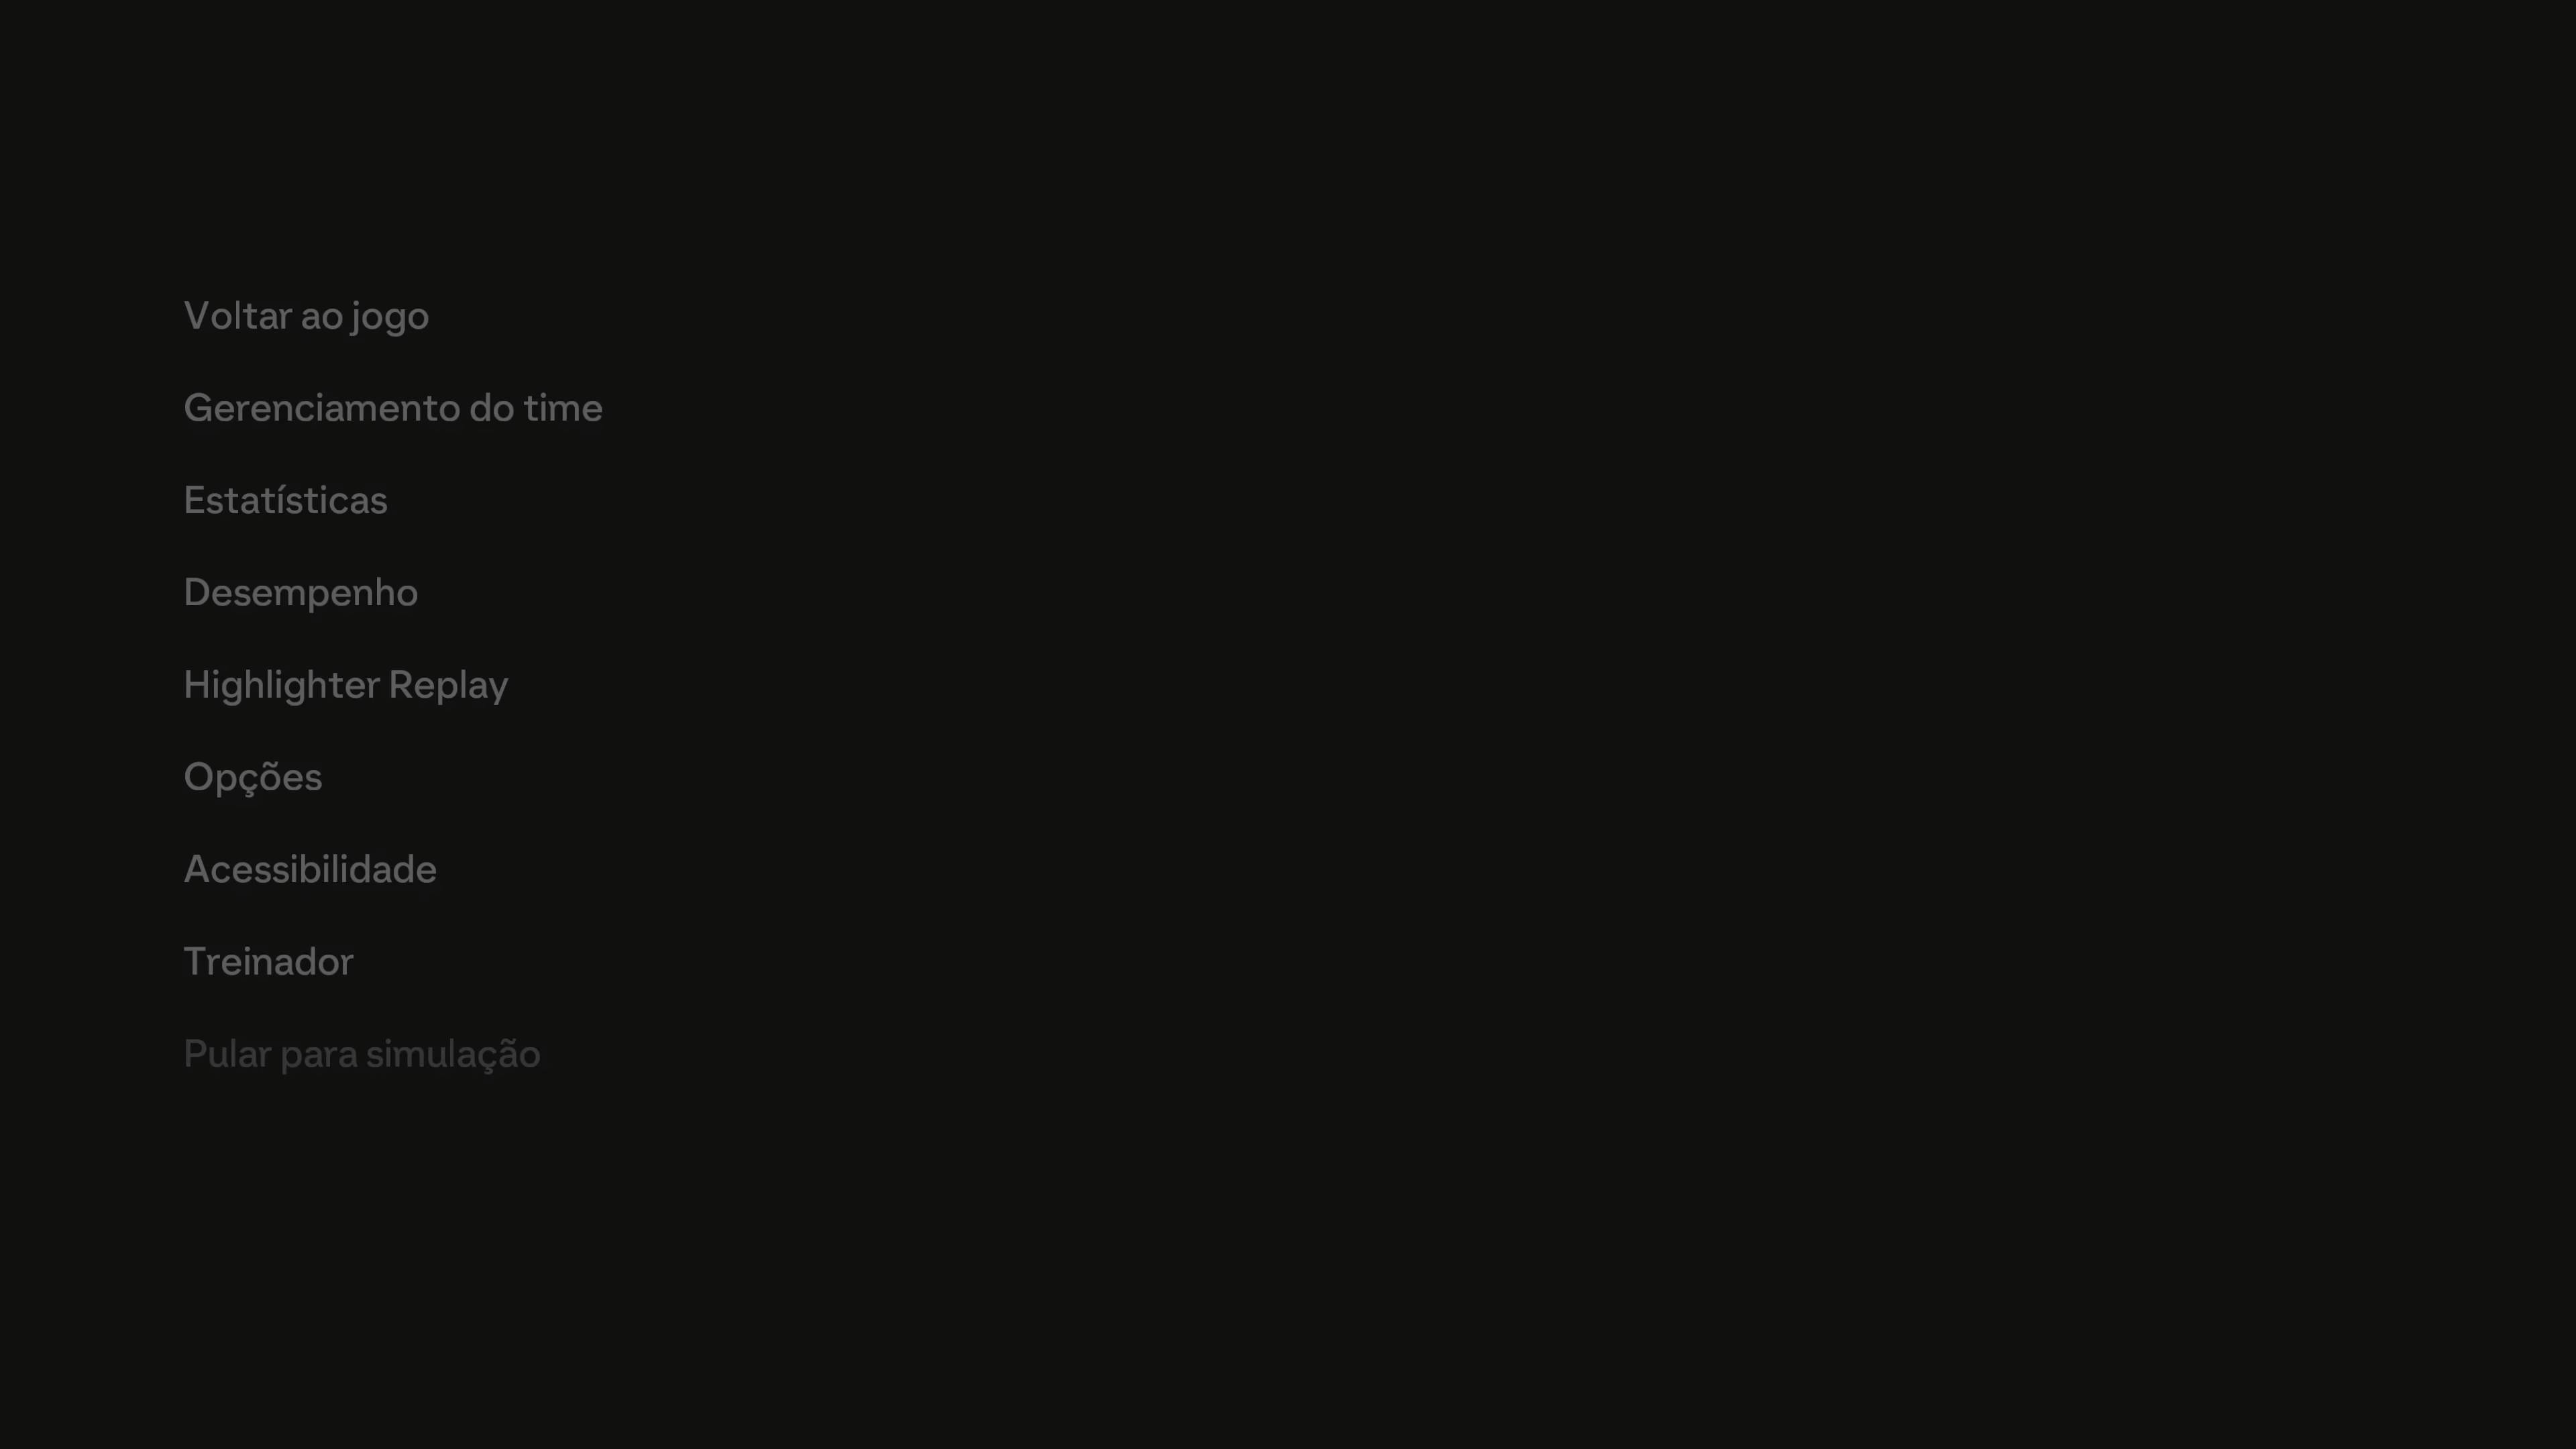 Voltar ao jogo
Gerenciamento do time
Estatísticas
Desempenho
Highlighter Replay
Opções
Acessibilidade
Treinador
Pular para simulação